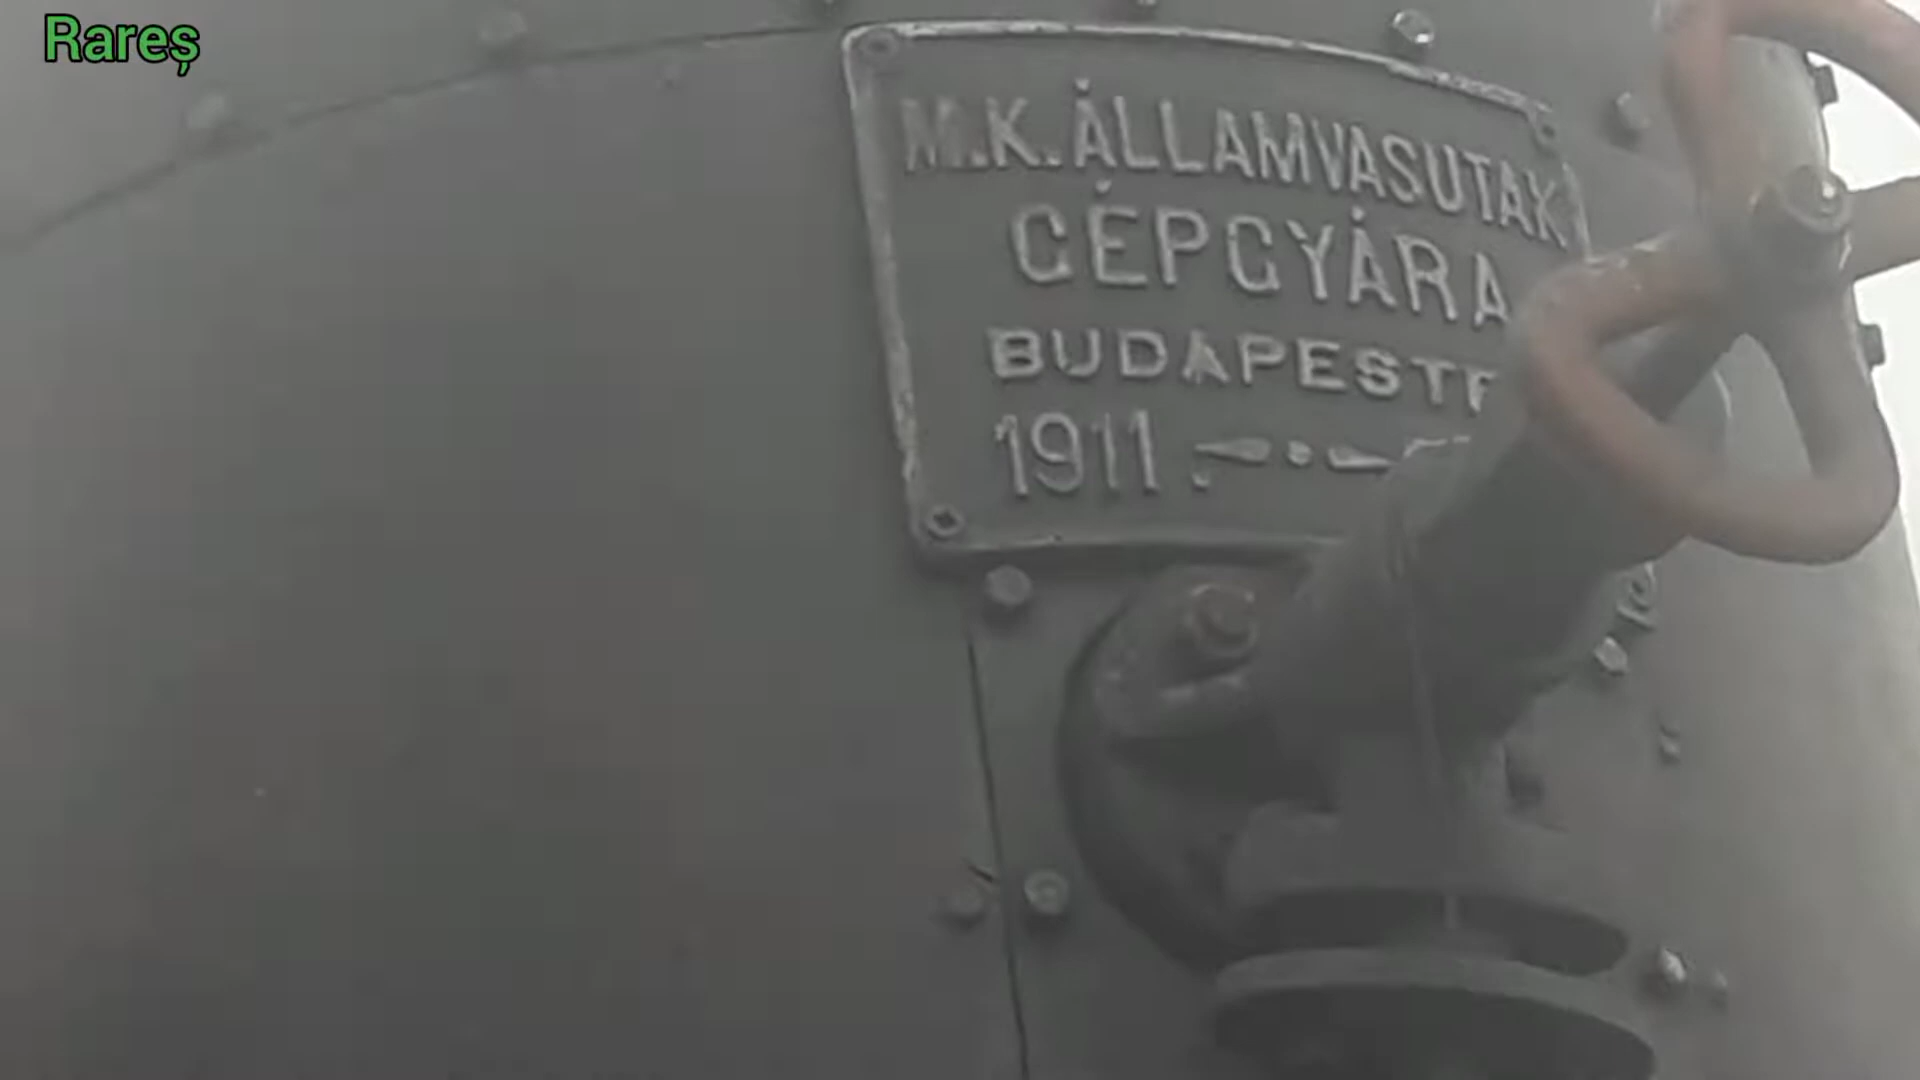 Rareș
M.K.ÁLLAMVASUTAK
GÉPGYÁRA
BUDAPEST
1911.